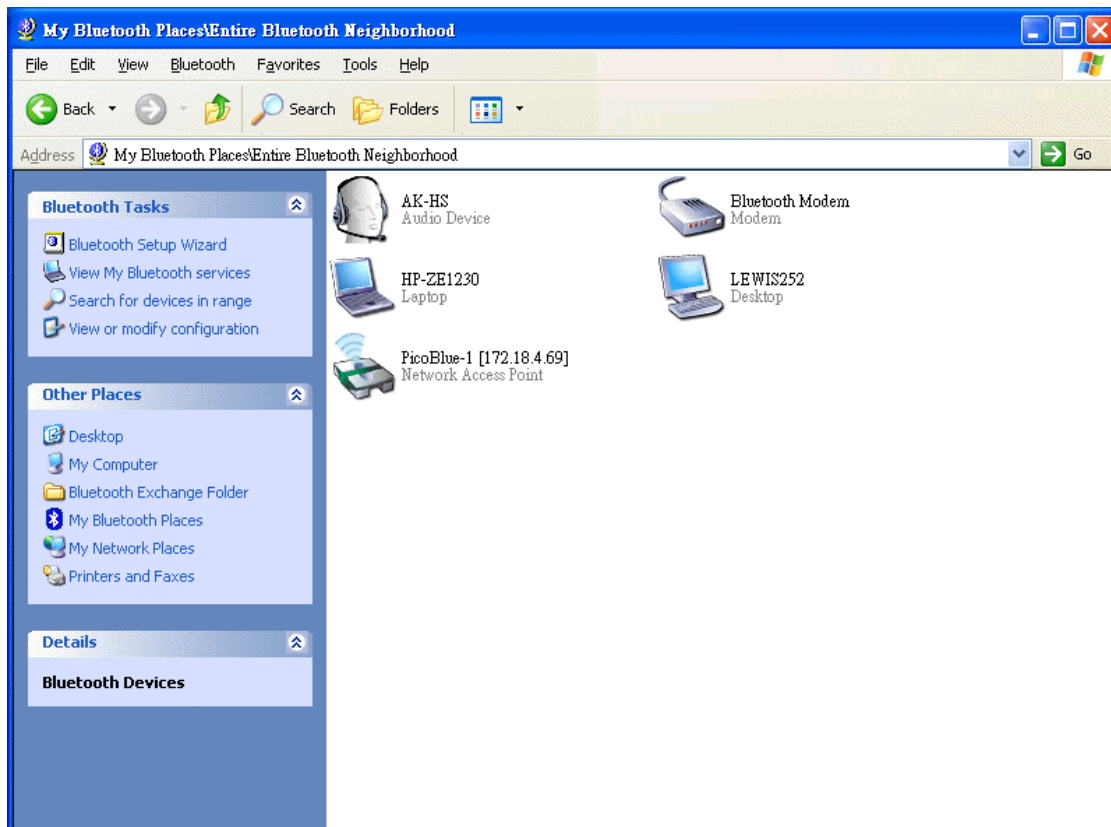 My Bluetooth Places\Entire Bluetooth Neighborhood
File Edit View Bluetooth Favorites Tools Help
Back Search Folders
Address My Bluetooth Places\Entire Bluetooth Neighborhood Go
Bluetooth Tasks
Bluetooth Setup Wizard
View My Bluetooth services
Search for devices in range
View or modify configuration
Other Places
Desktop
My Computer
Bluetooth Exchange Folder
My Bluetooth Places
My Network Places
Printers and Faxes
Details
Bluetooth Devices
AK-HS
Audio Device
Bluetooth Modem
Modem
HP-ZE1230
Laptop
LEWIS252
Desktop
PicoBlue-1 [172.18.4.69]
Network Access Point